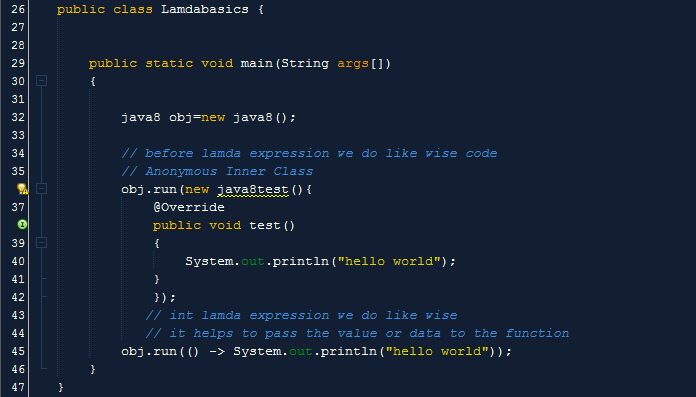 26 public class Lamdabasics {
27
28
29 public static void main(String args[])
30 {
31
32 java8 obj=new java8();
33
34 // before lamda expression we do like wise code
35 // Anonymous Inner Class
obj.run(new java8test(){
37 @Override
public void test()
39 {
40 System.out.println("hello world");
41 }
42 });
43 // int lamda expression we do like wise
44 // it helps to pass the value or data to the function
45 obj.run(() -> System.out.println("hello world"));
46 }
47 }